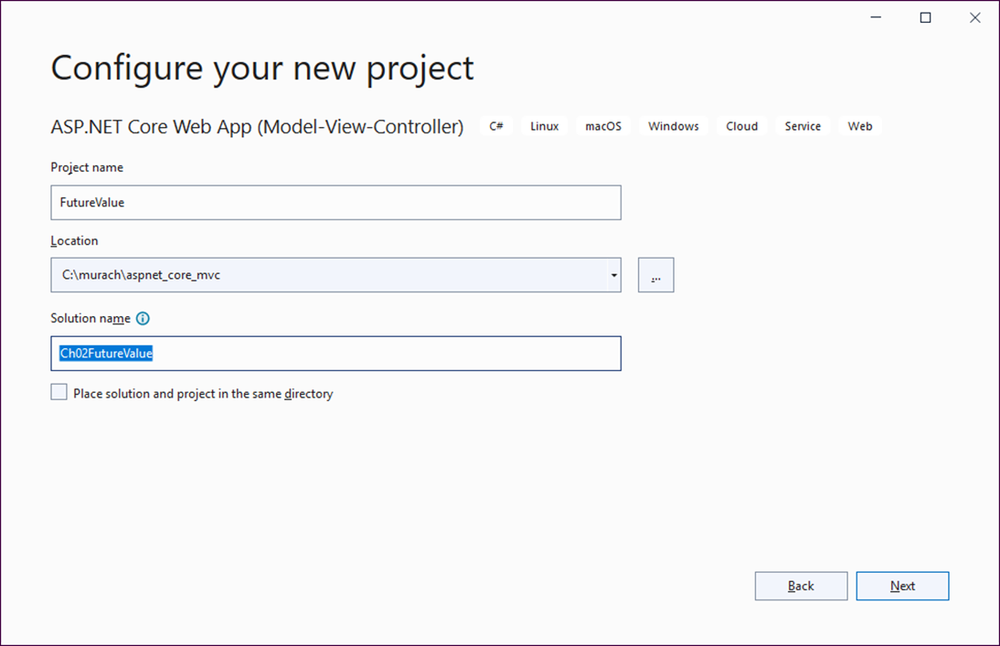 Configure your new project
ASP.NET Core Web App (Model-View-Controller) C# Linux macOS Windows Cloud Service Web
Project name
FutureValue
Location
C:\murach\aspnet_core_mvc
...
Solution name
Ch02FutureValue
Place solution and project in the same directory
Back Next